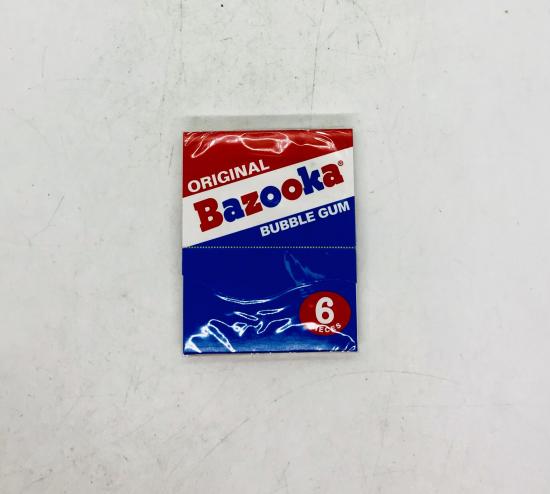 ORIGINAL
Bazooka®
BUBBLE GUM
6
PIECES